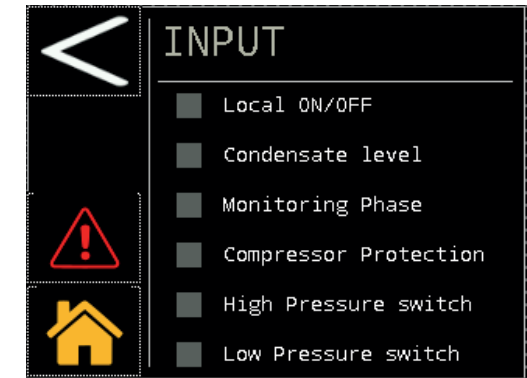 INPUT
Local ON/OFF
Condensate level
Monitoring Phase
Compressor Protection
High Pressure switch
Low Pressure switch